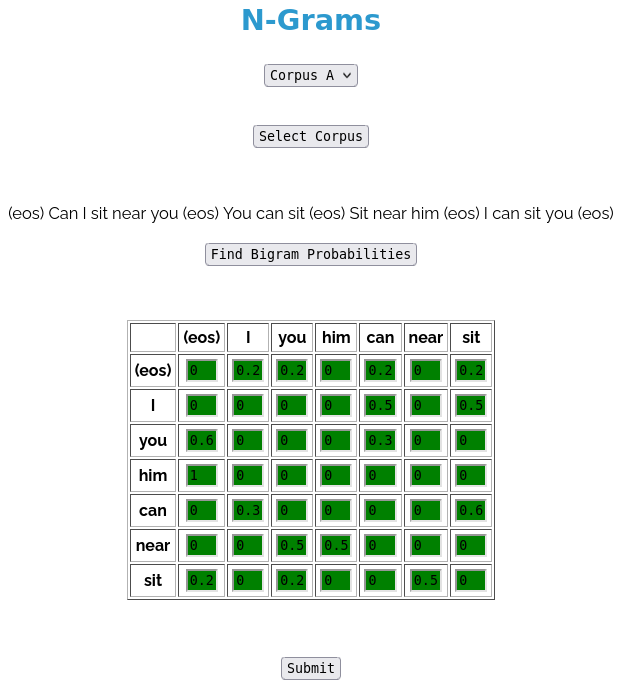 N-Grams
Corpus A
Select Corpus
(eos) Can I sit near you (eos) You can sit (eos) Sit near him (eos) I can sit you (eos)
Find Bigram Probabilities
(eos) I you him can near sit
(eos) 0 0.2 0.2 0 0.2 0 0.2
I 0 0 0 0 0.5 0 0.5
you 0.6 0 0 0 0.3 0 0
him 1 0 0 0 0 0 0
can 0 0.3 0 0 0 0 0.6
near 0 0 0.5 0.5 0 0 0
sit 0.2 0 0.2 0 0 0.5 0
Submit